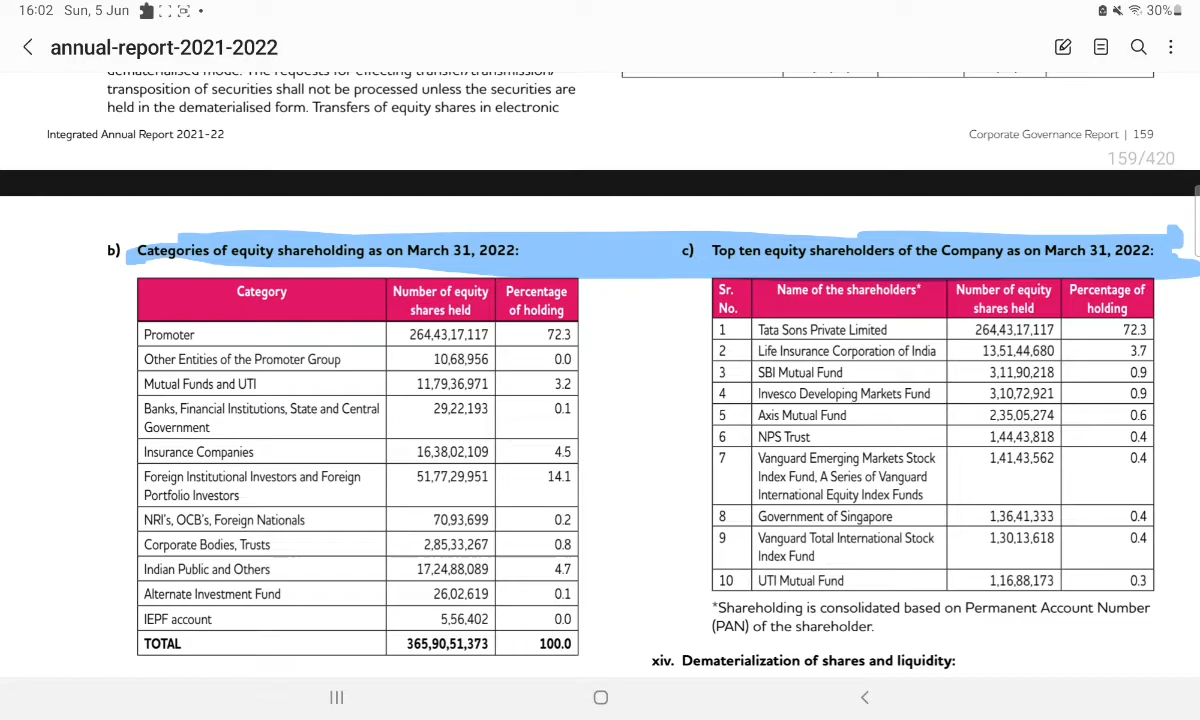 16:02 Sun, 5 Jun
30%
annual-report-2021-2022
dematerialised mode. The requests for effecting transfer/transmission/
transposition of securities shall not be processed unless the securities are
held in the dematerialised form. Transfers of equity shares in electronic
Integrated Annual Report 2021-22
Corporate Governance Report | 159
159/420
b) Categories of equity shareholding as on March 31, 2022:
Category Number of equity shares held Percentage of holding
Promoter 264,43,17,117 72.3
Other Entities of the Promoter Group 10,68,956 0.0
Mutual Funds and UTI 11,79,36,971 3.2
Banks, Financial Institutions, State and Central 29,22,193 0.1
Government
Insurance Companies 16,38,02,109 4.5
Foreign Institutional Investors and Foreign 51,77,29,951 14.1
Portfolio Investors
NRI's, OCB's, Foreign Nationals 70,93,699 0.2
Corporate Bodies, Trusts 2,85,33,267 0.8
Indian Public and Others 17,24,88,089 4.7
Alternate Investment Fund 26,02,619 0.1
IEPF account 5,56,402 0.0
TOTAL 365,90,51,373 100.0
c) Top ten equity shareholders of the Company as on March 31, 2022:
Sr. No. Name of the shareholders* Number of equity shares held Percentage of holding
1 Tata Sons Private Limited 264,43,17,117 72.3
2 Life Insurance Corporation of India 13,51,44,680 3.7
3 SBI Mutual Fund 3,11,90,218 0.9
4 Invesco Developing Markets Fund 3,10,72,921 0.9
5 Axis Mutual Fund 2,35,05,274 0.6
6 NPS Trust 1,44,43,818 0.4
7 Vanguard Emerging Markets Stock 1,41,43,562 0.4
Index Fund, A Series of Vanguard
International Equity Index Funds
8 Government of Singapore 1,36,41,333 0.4
9 Vanguard Total International Stock 1,30,13,618 0.4
Index Fund
10 UTI Mutual Fund 1,16,88,173 0.3
*Shareholding is consolidated based on Permanent Account Number
(PAN) of the shareholder.
xiv. Dematerialization of shares and liquidity: